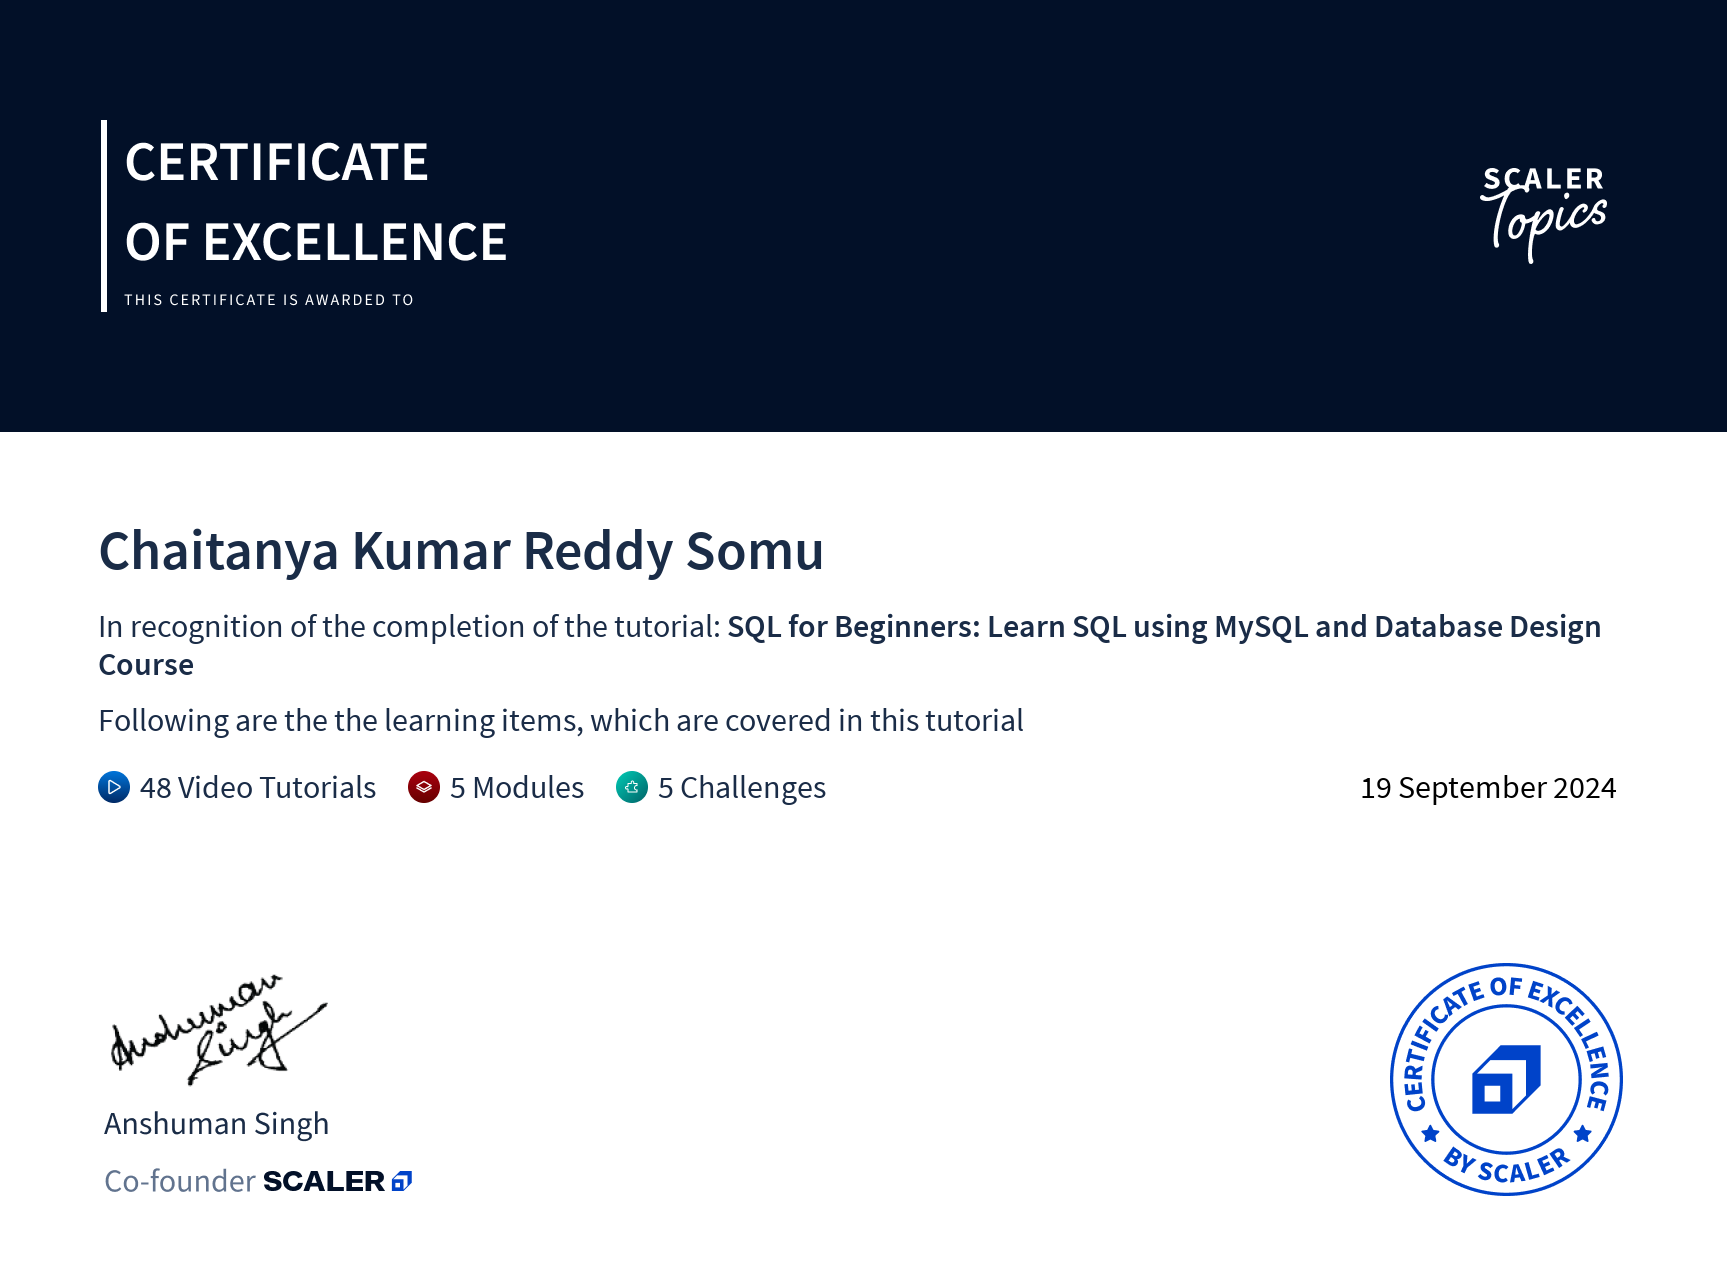 CERTIFICATE
OF EXCELLENCE
THIS CERTIFICATE IS AWARDED TO
SCALER
Topics
Chaitanya Kumar Reddy Somu
In recognition of the completion of the tutorial: SQL for Beginners: Learn SQL using MySQL and Database Design
Course
Following are the the learning items, which are covered in this tutorial
48 Video Tutorials 5 Modules 5 Challenges 19 September 2024
Anshuman
Singh
Anshuman Singh
Co-founder SCALER
CERTIFICATE OF EXCELLENCE
BY SCALER